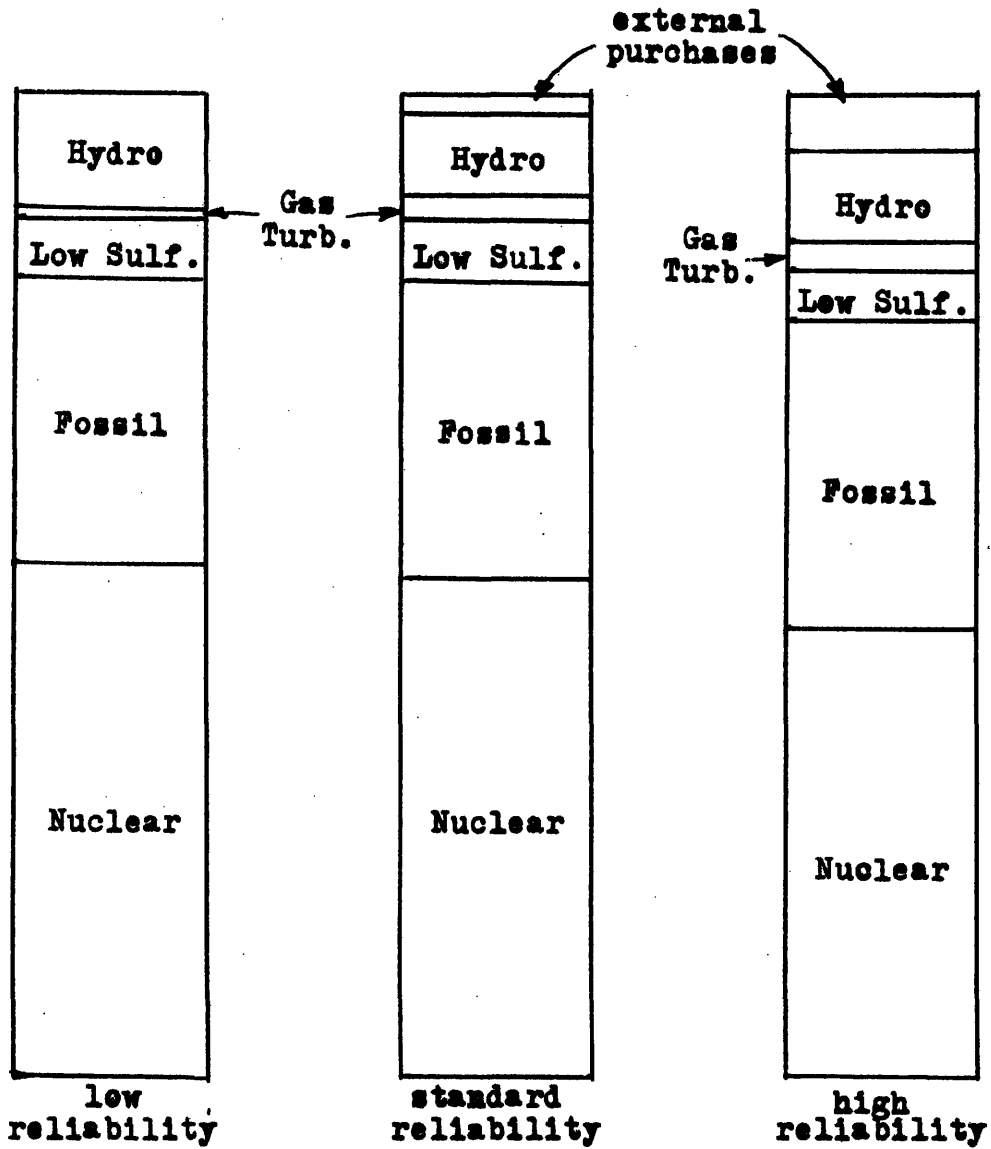 external
purchases
Hydro
Gas
Turb.
Low Sulf.
Fossil
Nuclear
low
reliability
Hydro
Low Sulf.
Fossil
Nuclear
standard
reliability
Gas
Turb.
Hydro
Low Sulf.
Fossil
Nuclear
high
reliability